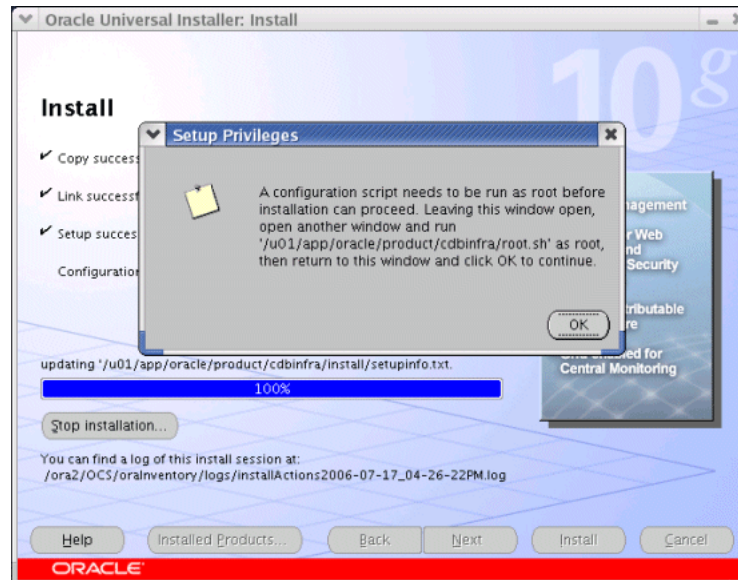 Oracle Universal Installer: Install
10g
Install
Setup Privileges
Copy success
Link successf
Setup succes
Configuration
A configuration script needs to be run as root before
installation can proceed. Leaving this window open,
open another window and run
'/u01/app/oracle/product/cdbinfra/root.sh' as root,
then return to this window and click OK to continue.
OK
agement
r Web
nd
Security
tributable
re
ed for
Central Monitoring
updating '/u01/app/oracle/product/cdbinfra/install/setupinfo.txt.
100%
Stop installation...
You can find a log of this install session at:
/ora2/OCS/oraInventory/logs/installActions2006-07-17_04-26-22PM.log
Help
Installed Products...
Back
Next
Install
Cancel
ORACLE